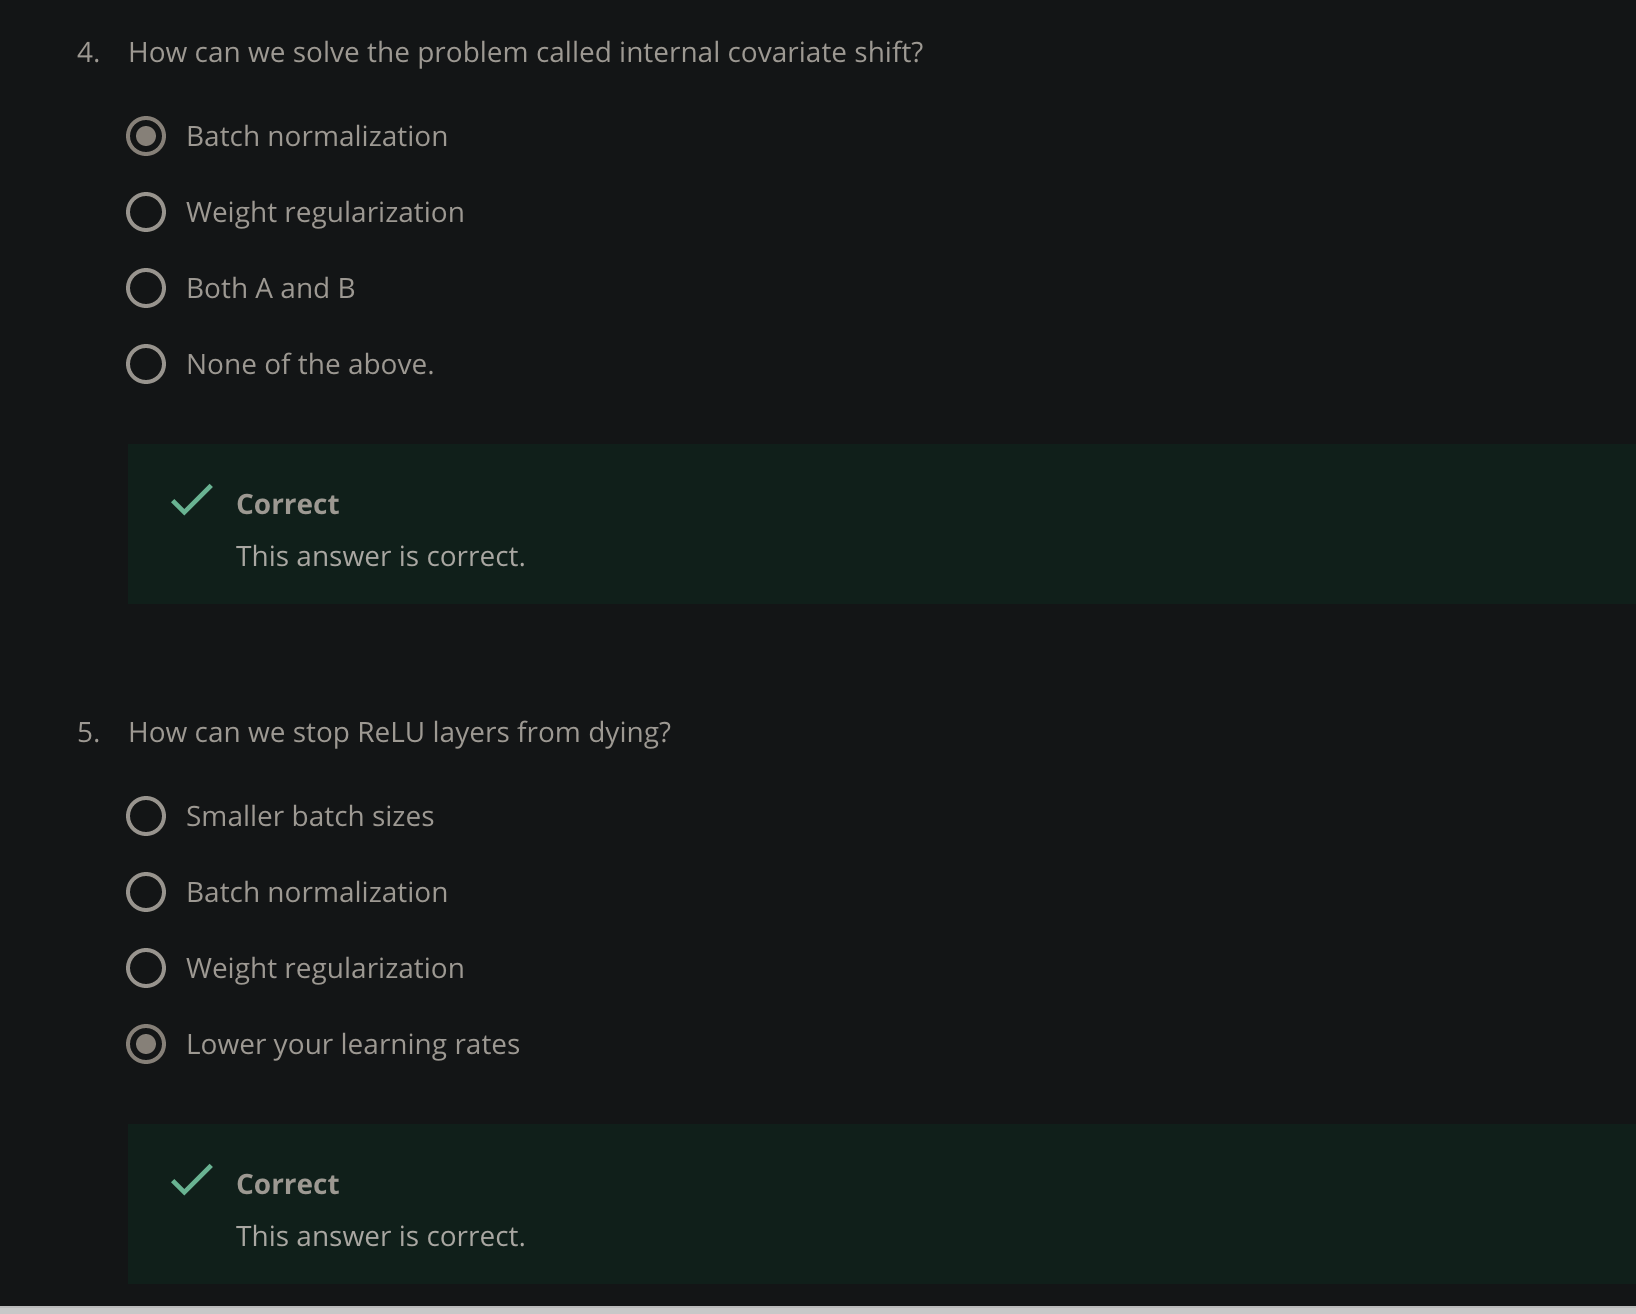 4. How can we solve the problem called internal covariate shift?
Batch normalization
Weight regularization
Both A and B
None of the above.
Correct
This answer is correct.
5. How can we stop ReLU layers from dying?
Smaller batch sizes
Batch normalization
Weight regularization
Lower your learning rates
Correct
This answer is correct.